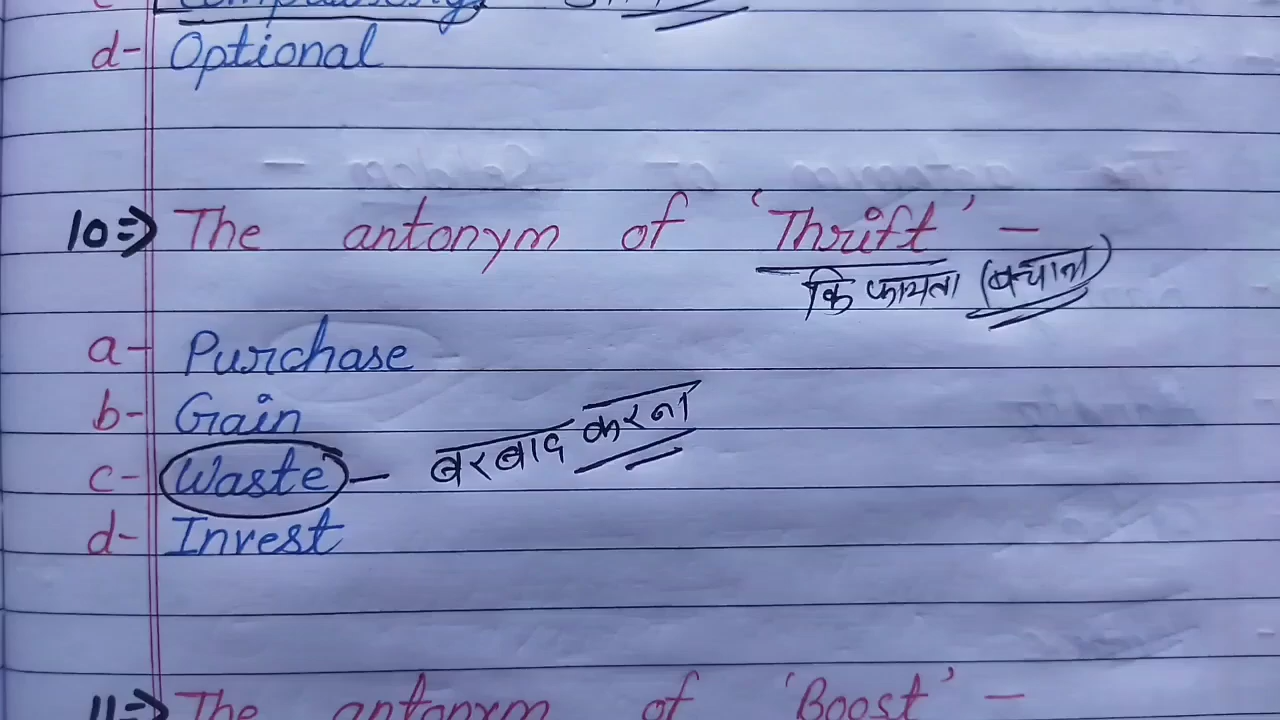 d- Optional
10⇒ The antonym of 'Thrift' -
किफायता (बचाना)
a- Purchase
b- Gain
c- Waste - बरबाद करना
d- Invest
11⇒ The antonym of 'Boost' -